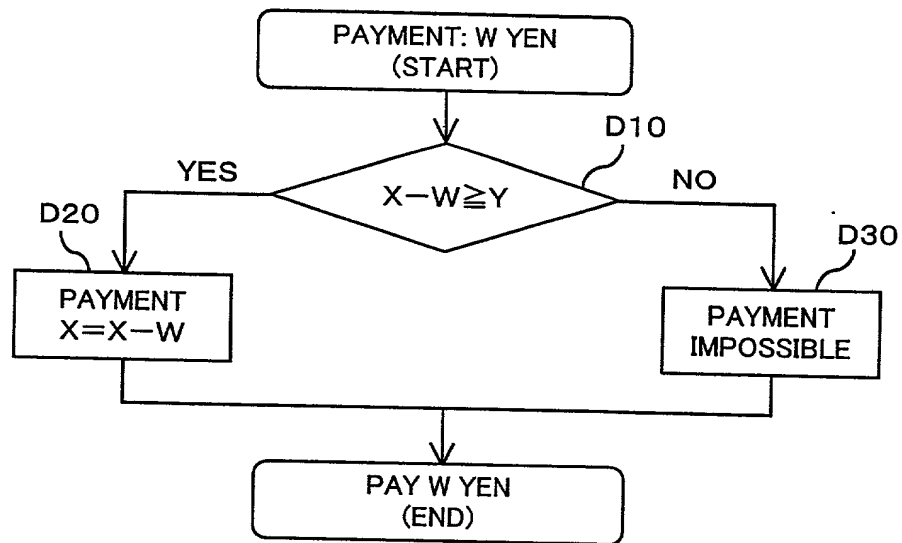 PAYMENT: W YEN
(START)
D10
YES
X−W≧Y
NO
D20
D30
PAYMENT
X=X−W
PAYMENT
IMPOSSIBLE
PAY W YEN
(END)